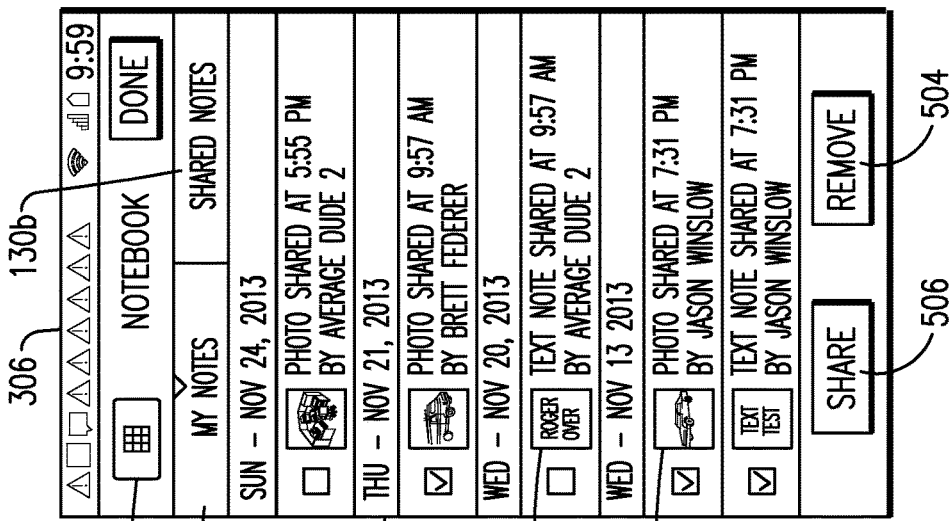 306
130b
9:59
NOTEBOOK
DONE
MY NOTES
SHARED NOTES
SUN - NOV 24, 2013
PHOTO SHARED AT 5:55 PM
BY AVERAGE DUDE 2
THU - NOV 21, 2013
PHOTO SHARED AT 9:57 AM
BY BRETT FEDERER
WED - NOV 20, 2013
ROGER
OVER
TEXT NOTE SHARED AT 9:57 AM
BY AVERAGE DUDE 2
WED - NOV 13 2013
PHOTO SHARED AT 7:31 PM
BY JASON WINSLOW
TEXT
TEST
TEXT NOTE SHARED AT 7:31 PM
BY JASON WINSLOW
SHARE
REMOVE
506
504